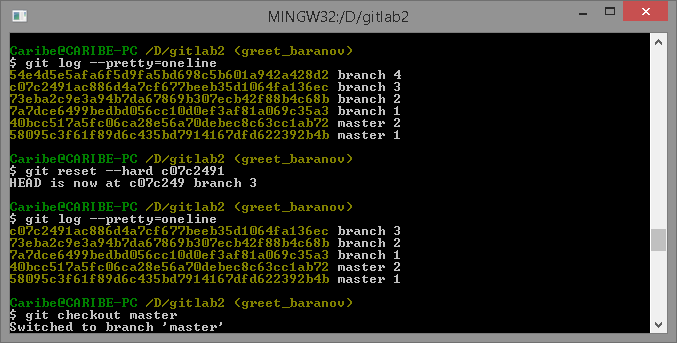 MINGW32:/D/gitlab2
Caribe@CARIBE-PC /D/gitlab2 (greet_baranov)
$ git log --pretty=oneline
54e4d5e5afa6f5d9fa5bd698c5b601a942a428d2 branch 4
c07c2491ac886d4a7cf677beeb35d1064fa136ec branch 3
73eba2c9e3a94b7da67869b307ecb42f88b4c68b branch 2
7a7dce6499bedbd056cc10d0ef3af81a069c35a3 branch 1
40bcc517a5fc06ca28e56a70debec8c63cc1ab72 master 2
58095c3f61f89d6c435bd7914167dfd622392b4b master 1
Caribe@CARIBE-PC /D/gitlab2 (greet_baranov)
$ git reset --hard c07c2491
HEAD is now at c07c249 branch 3
Caribe@CARIBE-PC /D/gitlab2 (greet_baranov)
$ git log --pretty=oneline
c07c2491ac886d4a7cf677beeb35d1064fa136ec branch 3
73eba2c9e3a94b7da67869b307ecb42f88b4c68b branch 2
7a7dce6499bedbd056cc10d0ef3af81a069c35a3 branch 1
40bcc517a5fc06ca28e56a70debec8c63cc1ab72 master 2
58095c3f61f89d6c435bd7914167dfd622392b4b master 1
Caribe@CARIBE-PC /D/gitlab2 (greet_baranov)
$ git checkout master
Switched to branch 'master'